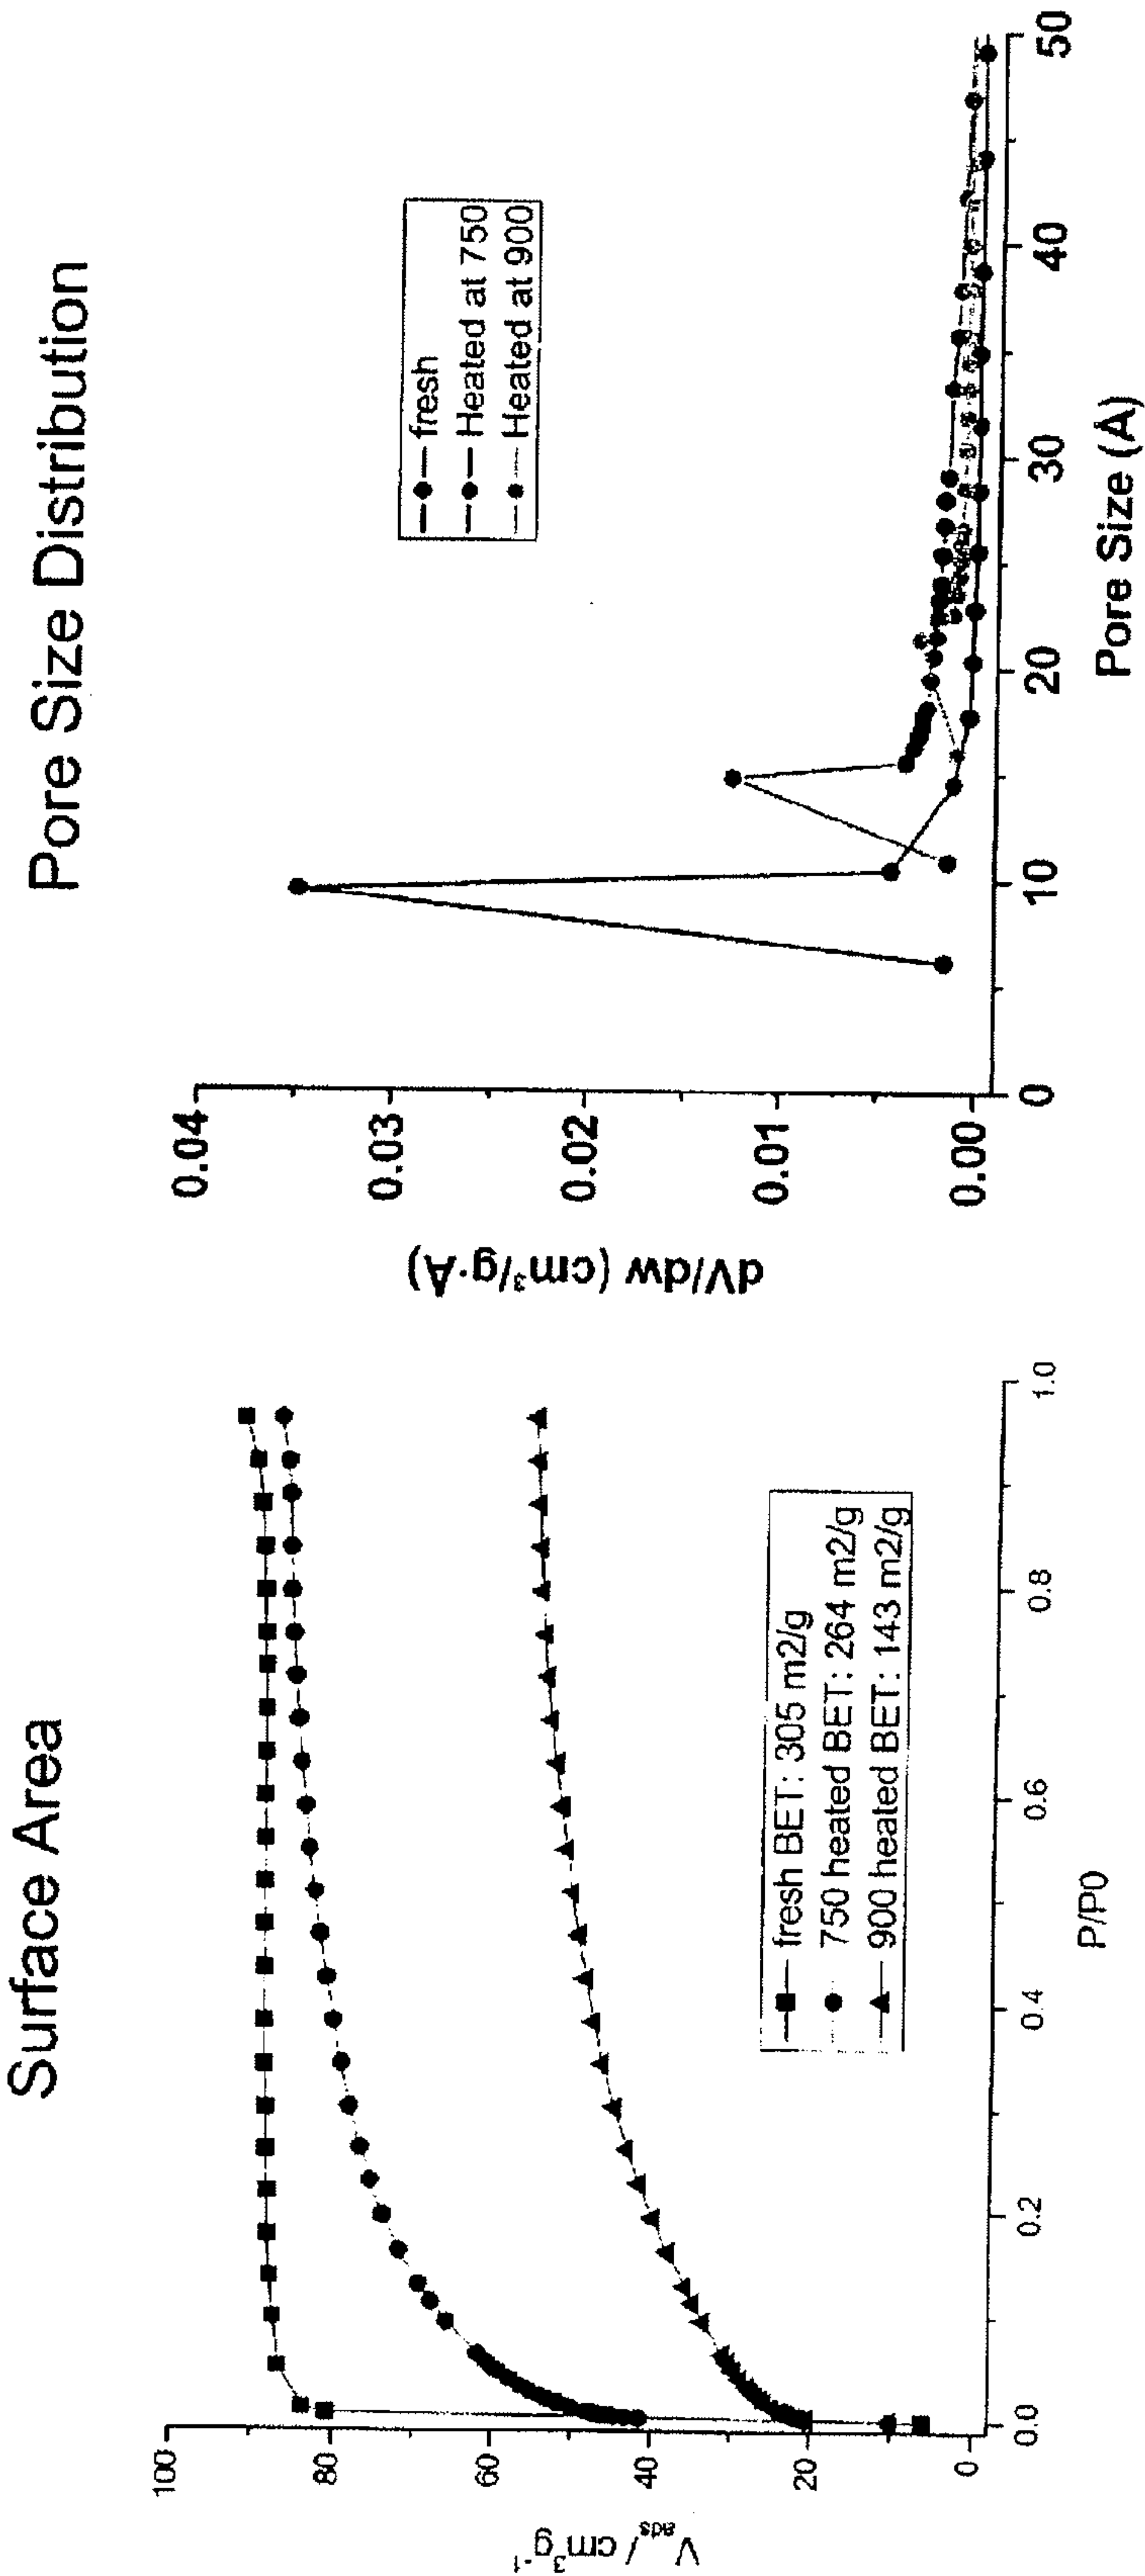 Surface Area
V_ads / cm³g⁻¹
100
80
60
40
20
0
fresh BET: 305 m2/g
750 heated BET: 264 m2/g
900 heated BET: 143 m2/g
0.0
0.2
0.4
0.6
0.8
1.0
P/P0
Pore Size Distribution
dV/dw (cm³/g·Å)
0.04
0.03
0.02
0.01
0.00
fresh
Heated at 750
Heated at 900
0
10
20
30
40
50
Pore Size (Å)